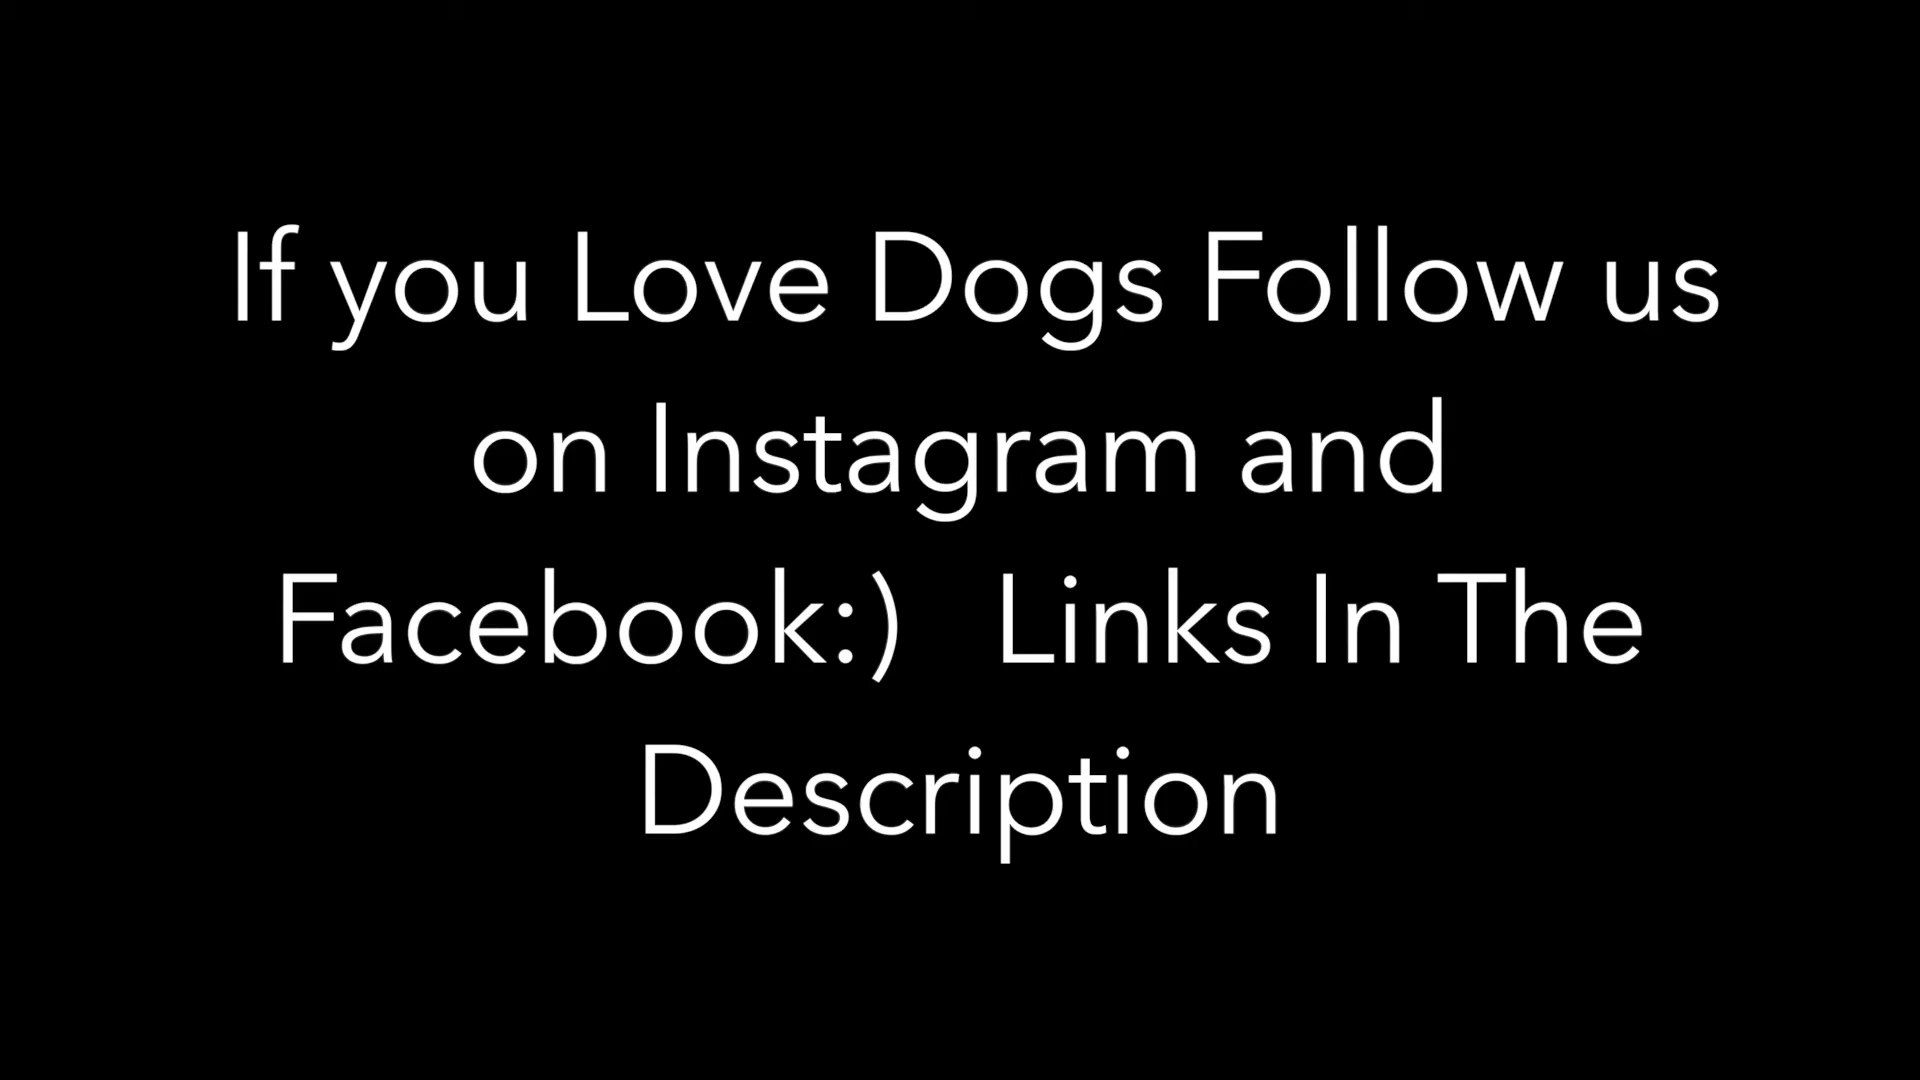 If you Love Dogs Follow us
on Instagram and
Facebook:)   Links In The
Description